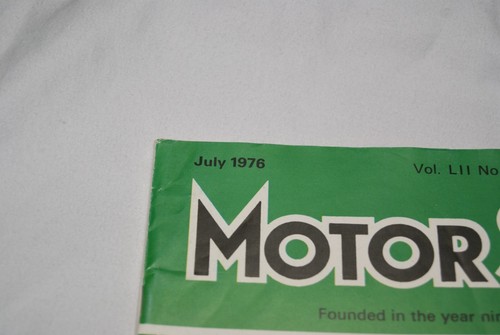 July 1976 Vol. LII No
MOTOR
Founded in the year